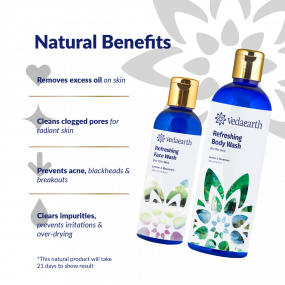 Natural Benefits
Removes excess oil on skin
Cleans clogged pores for
radiant skin
Prevents acne, blackheads &
breakouts
Clears impurities,
prevents irritations &
over-drying
*This natural product will take
21 days to show result
vedaearth
Refreshing
Face Wash
vedaearth
Refreshing
Body Wash